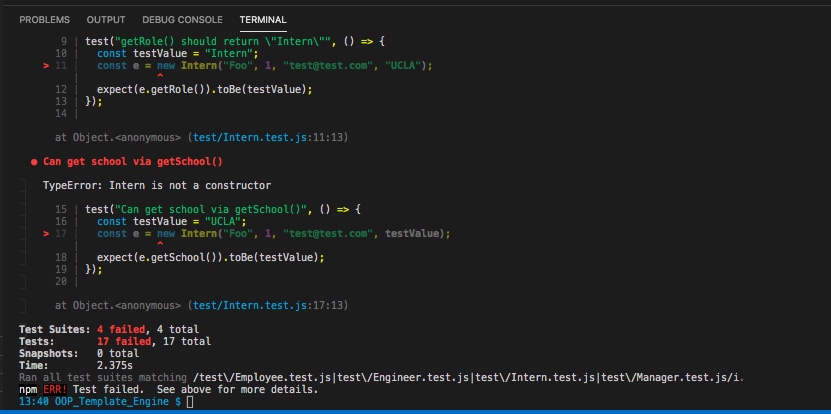 PROBLEMS OUTPUT DEBUG CONSOLE TERMINAL
9 | test("getRole() should return \"Intern\"", () => {
10 | const testValue = "Intern";
> 11 | const e = new Intern("Foo", 1, "test@test.com", "UCLA");
| ^
12 | expect(e.getRole()).toBe(testValue);
13 | });
14 |
at Object.<anonymous> (test/Intern.test.js:11:13)
● Can get school via getSchool()
TypeError: Intern is not a constructor
15 | test("Can get school via getSchool()", () => {
16 | const testValue = "UCLA";
> 17 | const e = new Intern("Foo", 1, "test@test.com", testValue);
| ^
18 | expect(e.getSchool()).toBe(testValue);
19 | });
20 |
at Object.<anonymous> (test/Intern.test.js:17:13)
Test Suites: 4 failed, 4 total
Tests: 17 failed, 17 total
Snapshots: 0 total
Time: 2.375s
Ran all test suites matching /test\/Employee.test.js|test\/Engineer.test.js|test\/Intern.test.js|test\/Manager.test.js/i.
npm ERR! Test failed. See above for more details.
13:40 OOP_Template_Engine $